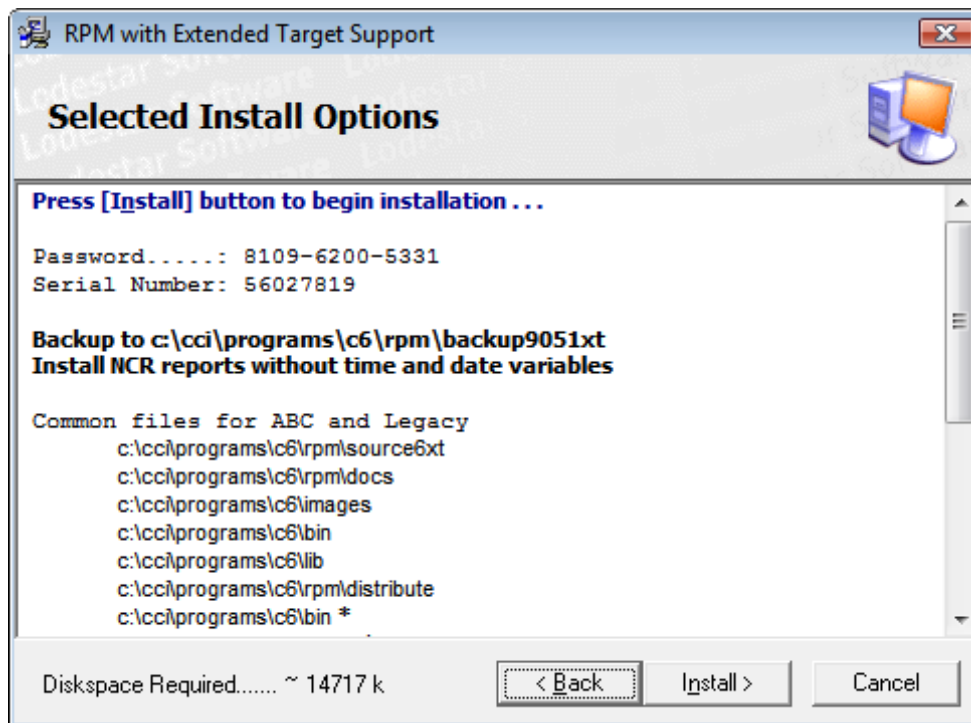 RPM with Extended Target Support
Selected Install Options
Press [Install] button to begin installation . . .
Password.....: 8109-6200-5331
Serial Number: 56027819
Backup to c:\cci\programs\c6\rpm\backup9051xt
Install NCR reports without time and date variables
Common files for ABC and Legacy
c:\cci\programs\c6\rpm\source6xt
c:\cci\programs\c6\rpm\docs
c:\cci\programs\c6\images
c:\cci\programs\c6\bin
c:\cci\programs\c6\lib
c:\cci\programs\c6\rpm\distribute
c:\cci\programs\c6\bin *
Diskspace Required....... ~ 14717 k
< Back
Install >
Cancel